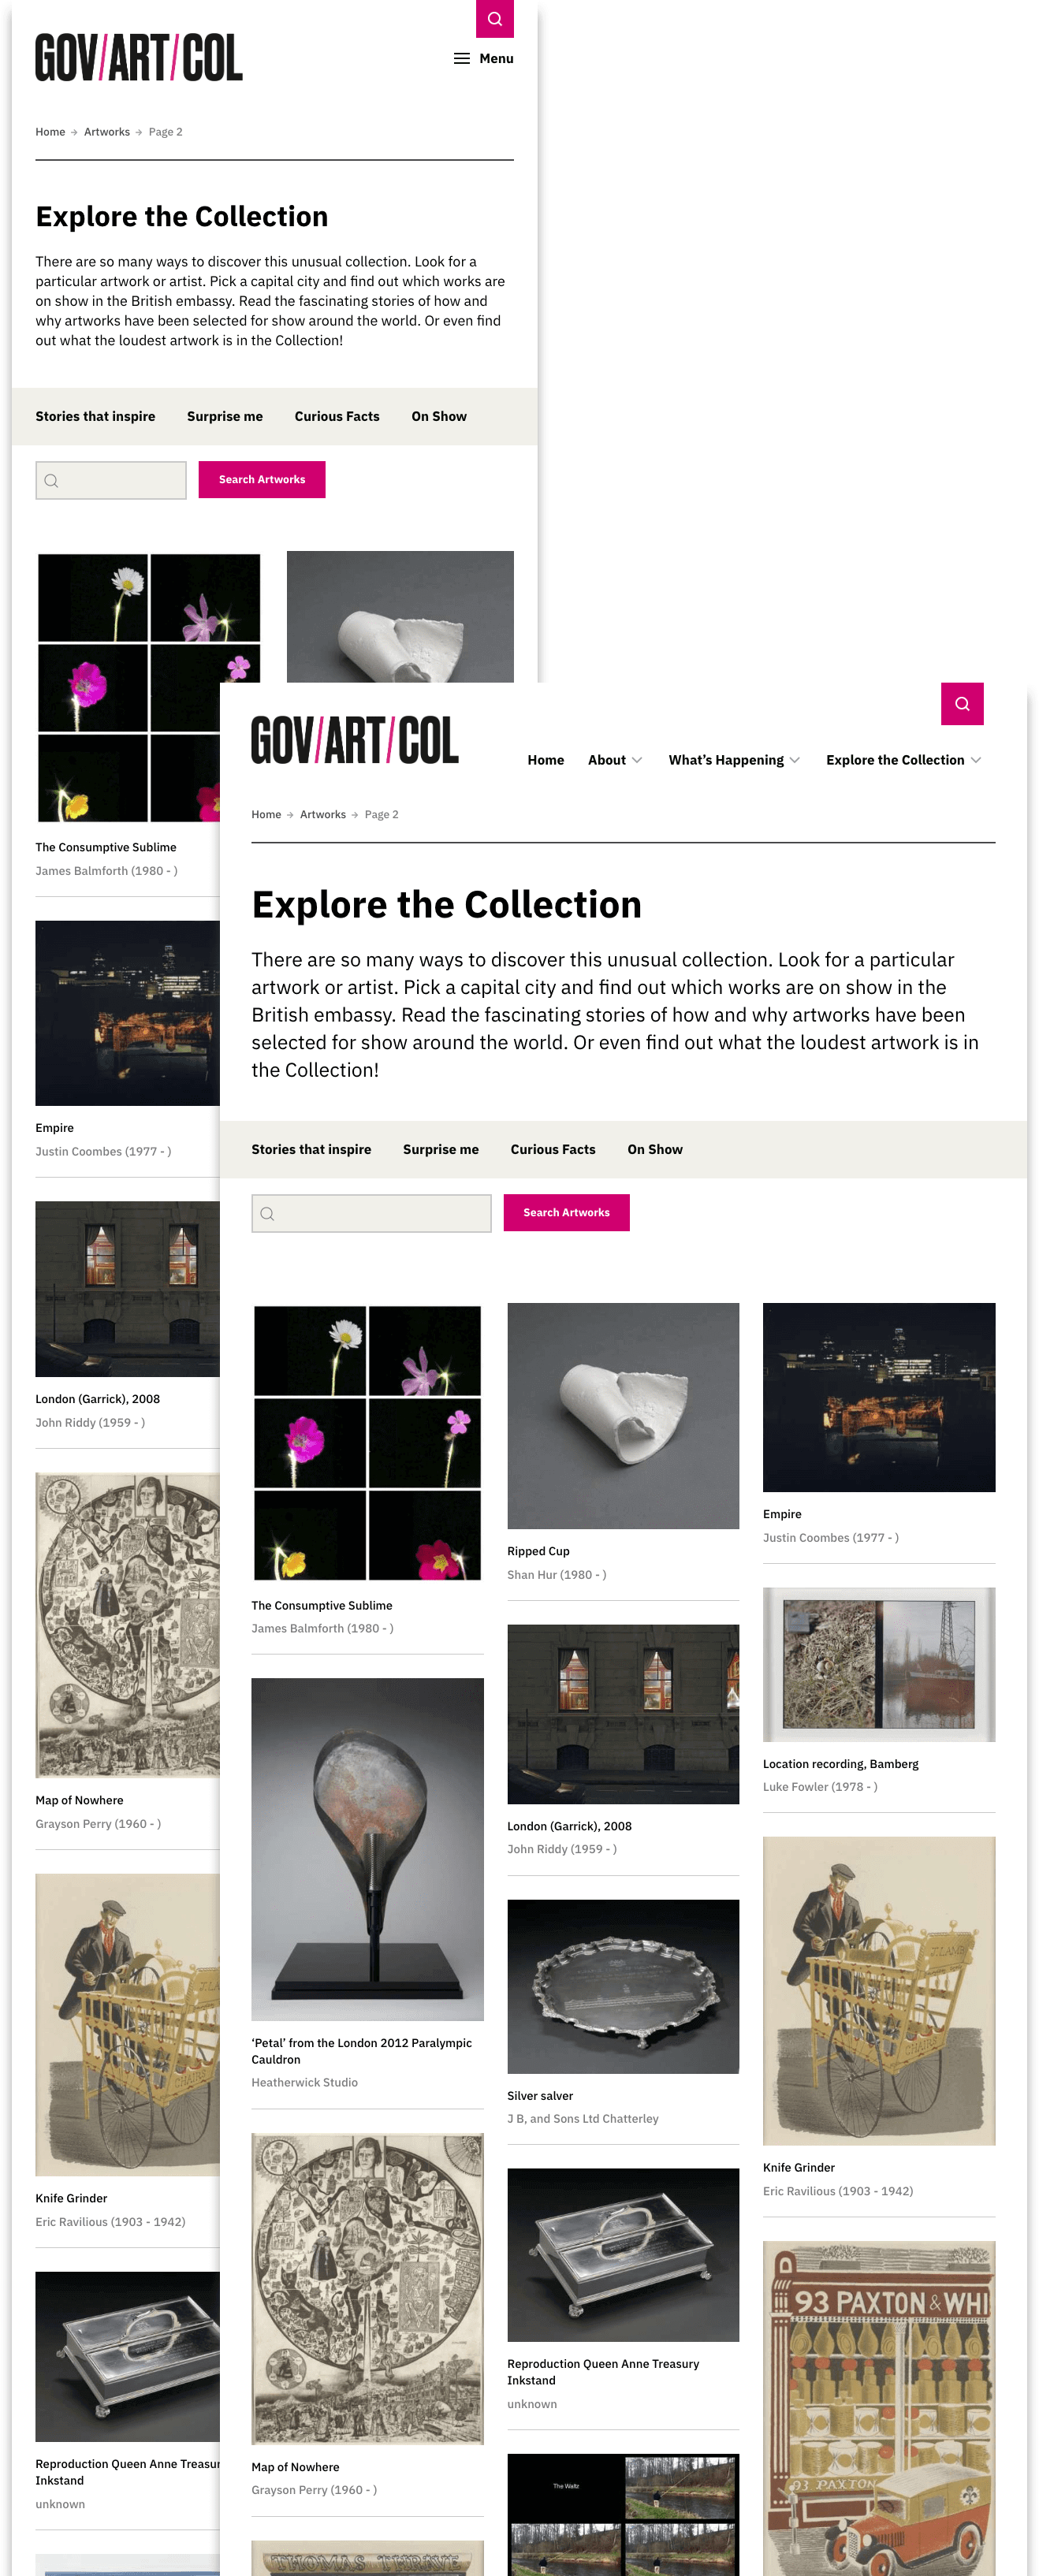 GOV/ART/COL
Menu
Home → Artworks → Page 2
Explore the Collection
There are so many ways to discover this unusual collection. Look for a
particular artwork or artist. Pick a capital city and find out which works are
on show in the British embassy. Read the fascinating stories of how and
why artworks have been selected for show around the world. Or even find
out what the loudest artwork is in the Collection!
Stories that inspire Surprise me Curious Facts On Show
Search Artworks
The Consumptive Sublime
James Balmforth (1980 - )
Empire
Justin Coombes (1977 - )
London (Garrick), 2008
John Riddy (1959 - )
Map of Nowhere
Grayson Perry (1960 - )
J.LA
CHAIRS
Knife Grinder
Eric Ravilious (1903 - 1942)
Reproduction Queen Anne Treasur
Inkstand
unknown
GOV/ART/COL
Home About What’s Happening Explore the Collection
Home → Artworks → Page 2
Explore the Collection
There are so many ways to discover this unusual collection. Look for a particular
artwork or artist. Pick a capital city and find out which works are on show in the
British embassy. Read the fascinating stories of how and why artworks have been
selected for show around the world. Or even find out what the loudest artwork is in
the Collection!
Stories that inspire Surprise me Curious Facts On Show
Search Artworks
The Consumptive Sublime
James Balmforth (1980 - )
‘Petal’ from the London 2012 Paralympic
Cauldron
Heatherwick Studio
Map of Nowhere
Grayson Perry (1960 - )
Ripped Cup
Shan Hur (1980 - )
London (Garrick), 2008
John Riddy (1959 - )
Silver salver
J B, and Sons Ltd Chatterley
Reproduction Queen Anne Treasury
Inkstand
unknown
The Waltz
Empire
Justin Coombes (1977 - )
Location recording, Bamberg
Luke Fowler (1978 - )
J.LAMB
CHAIRS
Knife Grinder
Eric Ravilious (1903 - 1942)
93 PAXTON & WHI
93 PAXTON